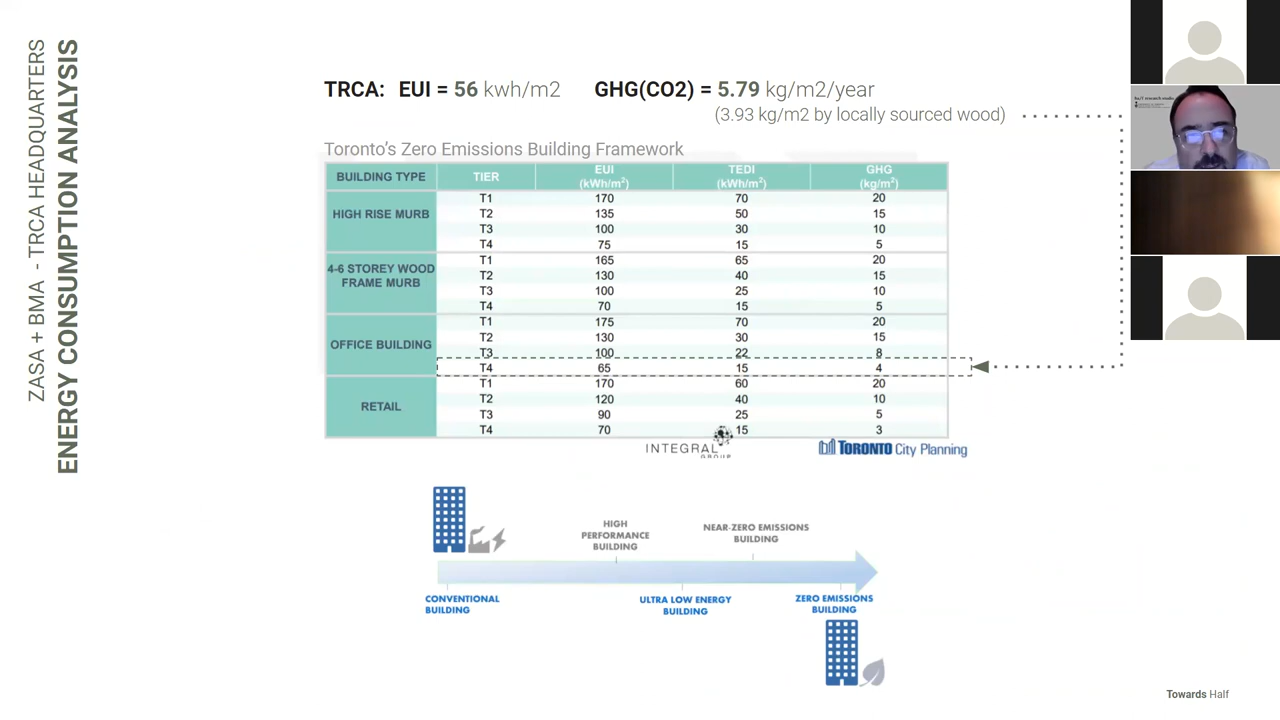 ZASA + BMA - TRCA HEADQUARTERS
ENERGY CONSUMPTION ANALYSIS
TRCA: EUI = 56 kwh/m2 GHG(CO2) = 5.79 kg/m2/year
(3.93 kg/m2 by locally sourced wood)
Toronto's Zero Emissions Building Framework
BUILDING TYPE TIER EUI (kWh/m²) TEDI (kWh/m²) GHG (kg/m²)
HIGH RISE MURB
T1 170 70 20
T2 135 50 15
T3 100 30 10
T4 75 15 5
4-6 STOREY WOOD
FRAME MURB
T1 165 65 20
T2 130 40 15
T3 100 25 10
T4 70 15 5
OFFICE BUILDING
T1 175 70 20
T2 130 30 15
T3 100 22 8
T4 65 15 4
RETAIL
T1 170 60 20
T2 120 40 10
T3 90 25 5
T4 70 15 3
INTEGRAL
GROUP
TORONTO City Planning
HIGH
PERFORMANCE
BUILDING
NEAR-ZERO EMISSIONS
BUILDING
CONVENTIONAL
BUILDING
ULTRA LOW ENERGY
BUILDING
ZERO EMISSIONS
BUILDING
Towards Half